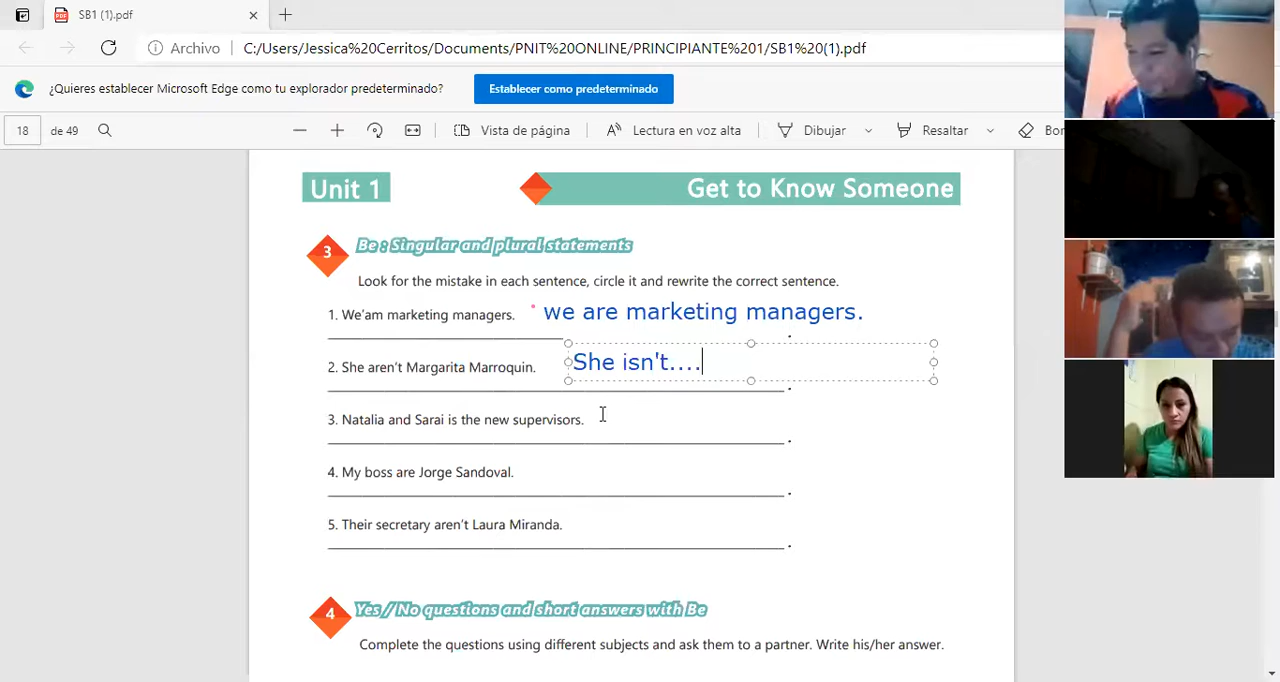 SB1 (1).pdf
Archivo
C:/Users/Jessica%20Cerritos/Documents/PNIT%20ONLINE/PRINCIPIANTE%201/SB1%20(1).pdf
¿Quieres establecer Microsoft Edge como tu explorador predeterminado?
Establecer como predeterminado
18 de 49
Vista de página
Lectura en voz alta
Dibujar
Resaltar
Bor
Unit 1
Get to Know Someone
3 Be : Singular and plural statements
Look for the mistake in each sentence, circle it and rewrite the correct sentence.
1. We'am marketing managers. we are marketing managers.
2. She aren't Margarita Marroquin. She isn't....
3. Natalia and Sarai is the new supervisors.
4. My boss are Jorge Sandoval.
5. Their secretary aren't Laura Miranda.
4 Yes / No questions and short answers with Be
Complete the questions using different subjects and ask them to a partner. Write his/her answer.